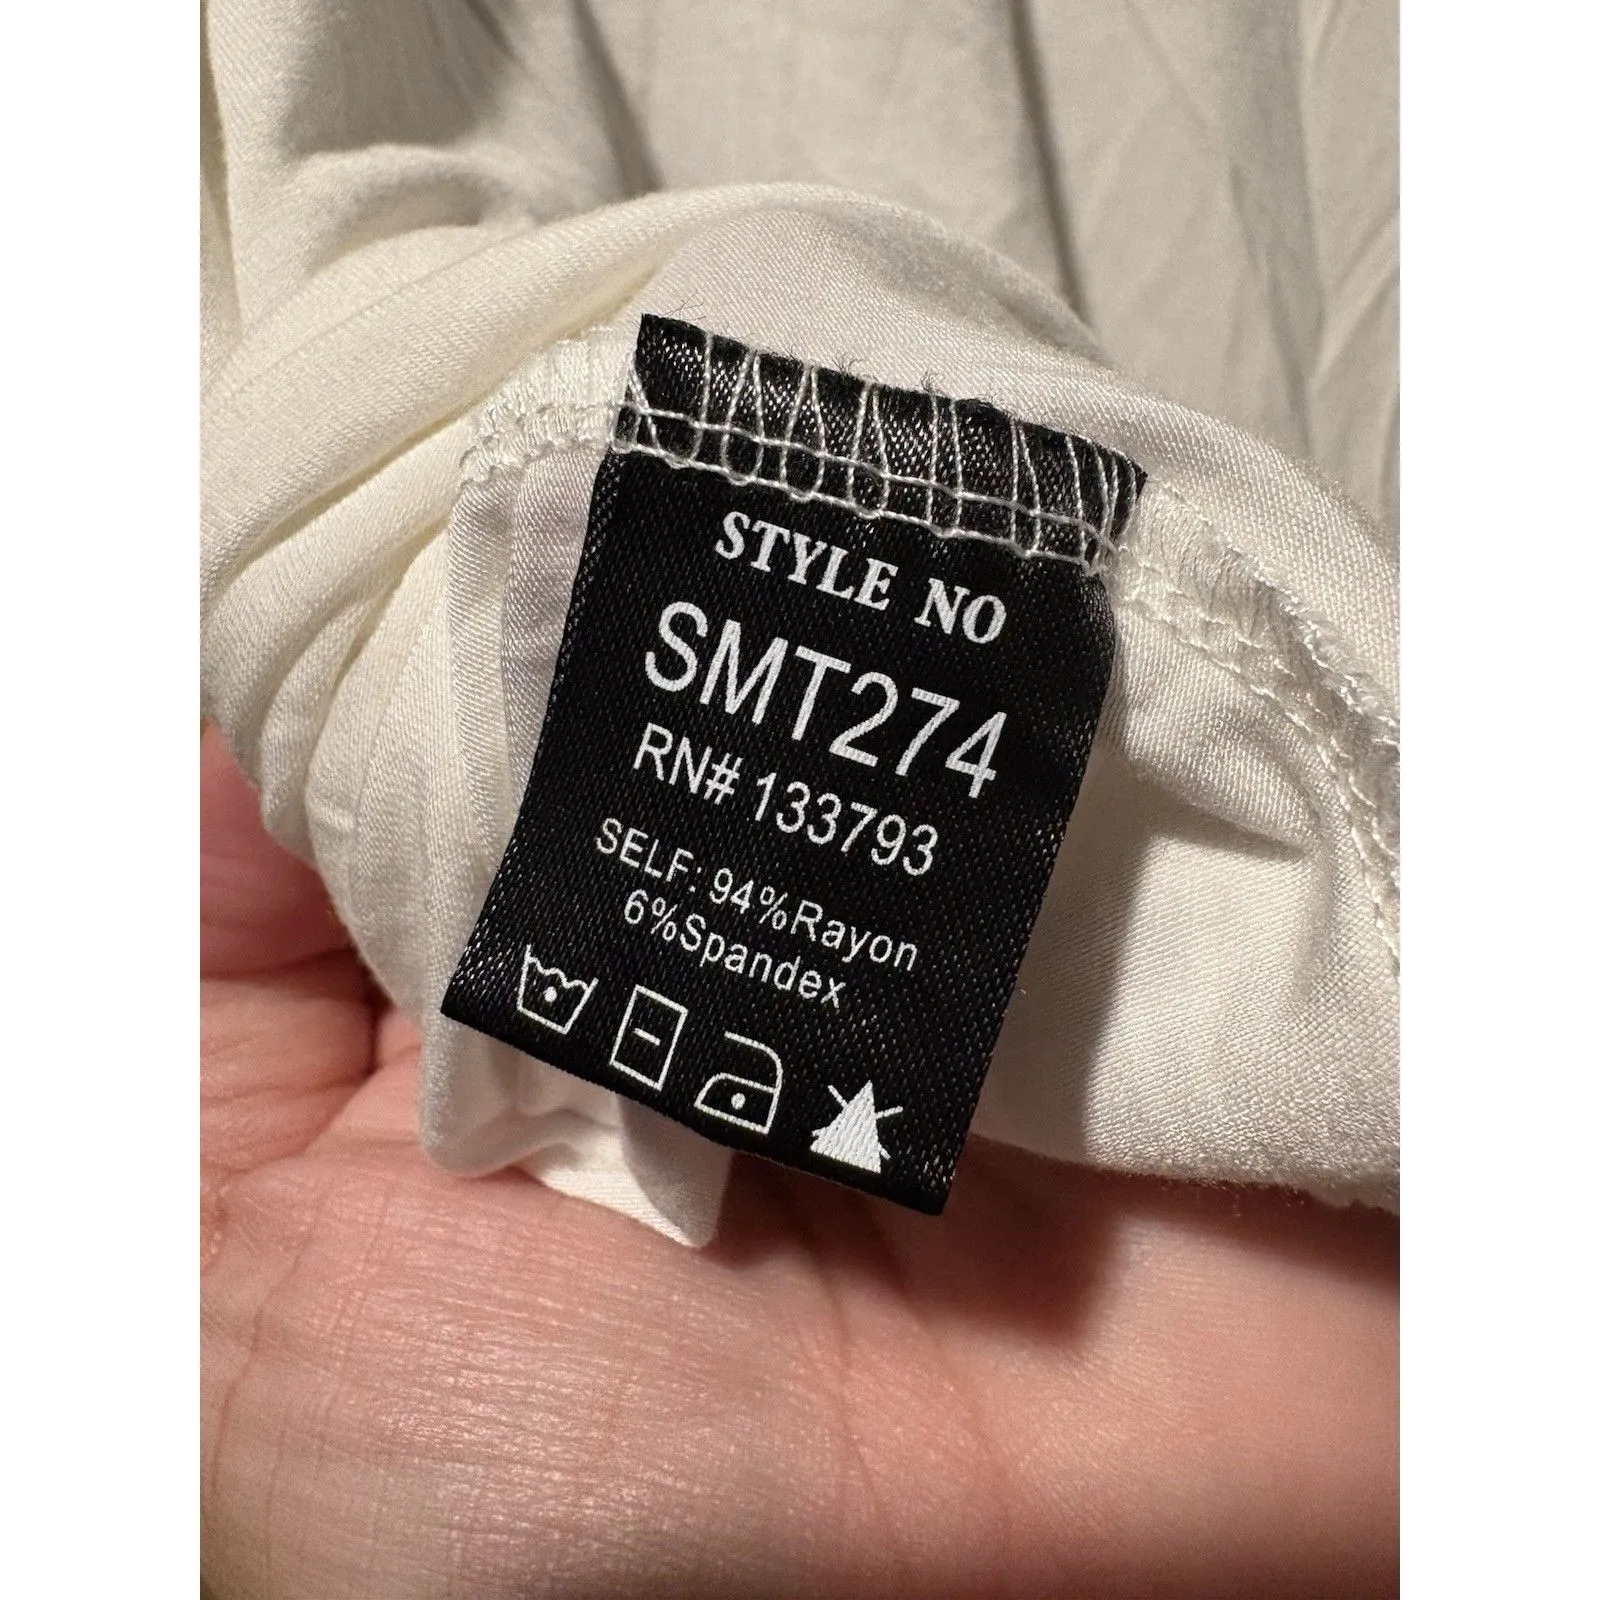 STYLE NO
SMT274
RN# 133793
SELF: 94%Rayon
6%Spandex